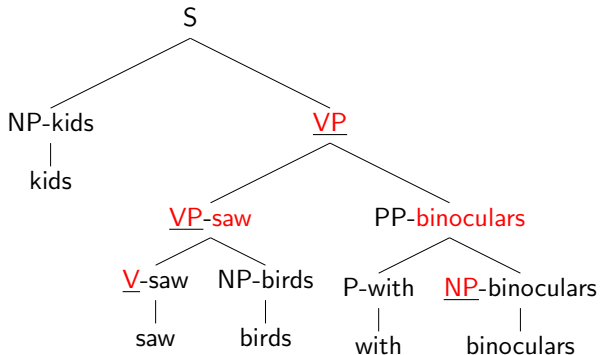 S
NP-kids VP
kids
VP-saw PP-binoculars
V-saw NP-birds P-with NP-binoculars
saw birds with binoculars